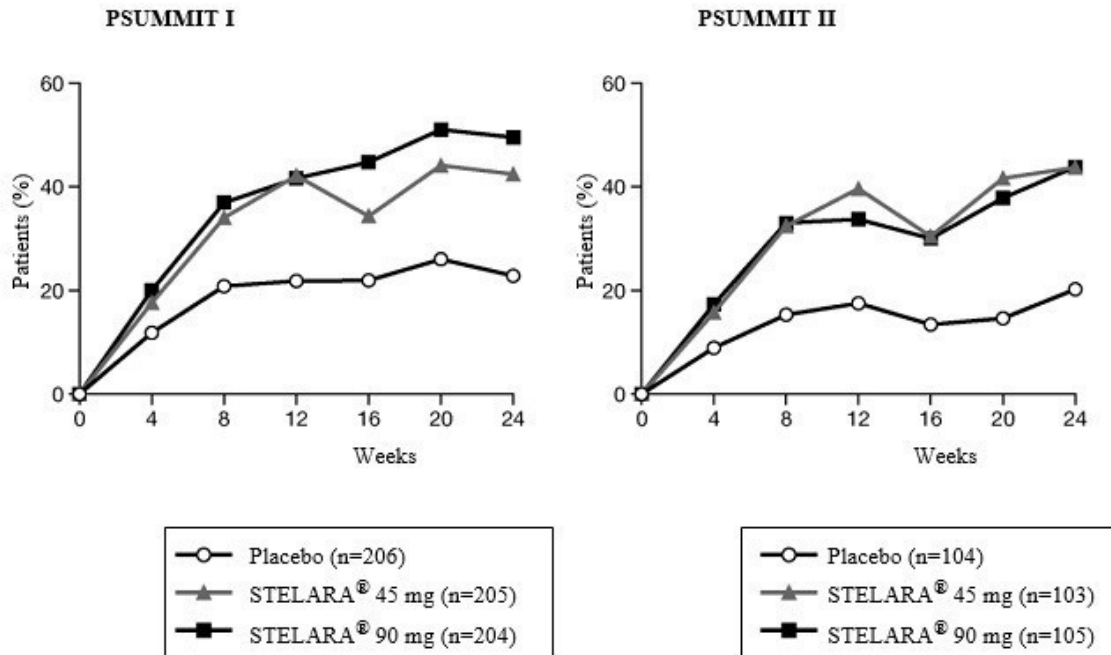 PSUMMIT I
60
40
20
0
Patients (%)
0 4 8 12 16 20 24
Weeks
Placebo (n=206)
STELARA® 45 mg (n=205)
STELARA® 90 mg (n=204)
PSUMMIT II
60
40
20
0
Patients (%)
0 4 8 12 16 20 24
Weeks
Placebo (n=104)
STELARA® 45 mg (n=103)
STELARA® 90 mg (n=105)